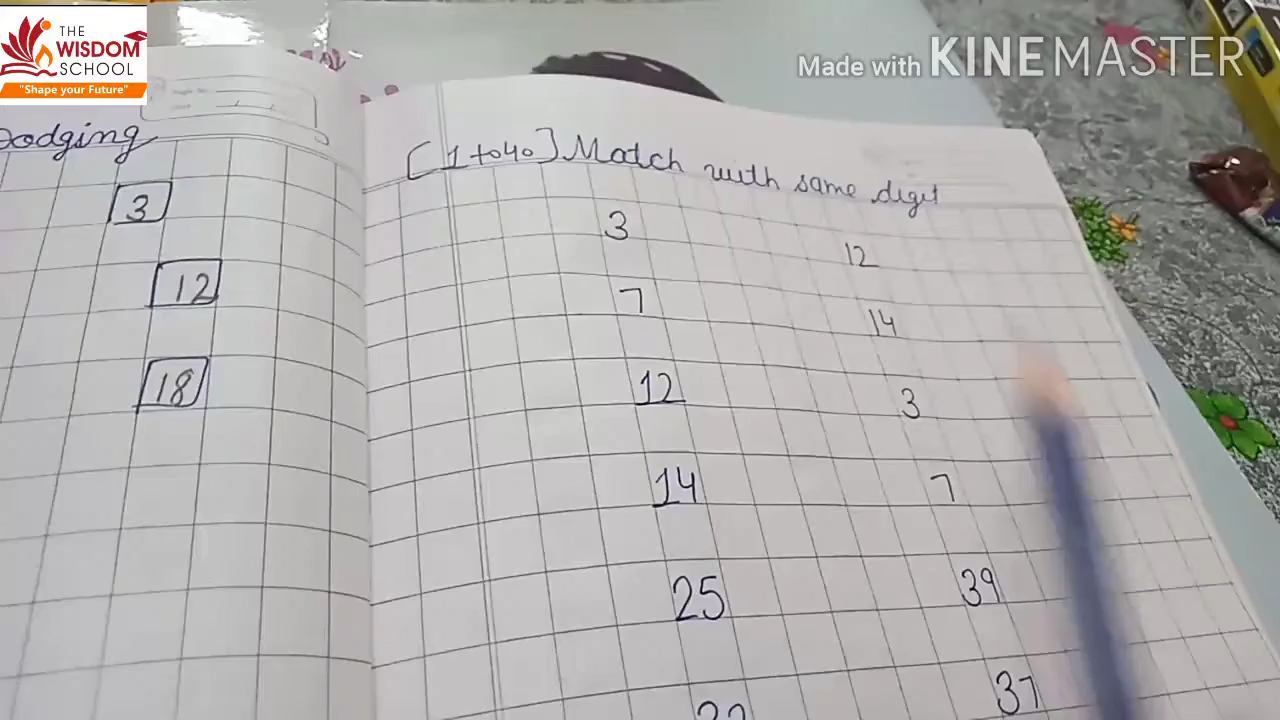 THE
WISDOM
SCHOOL
"Shape your Future"
Made with KINEMASTER
Dodging
3
12
18
[1 to 40] Match with same digit
3 12
7 14
12 3
14 7
25 39
37